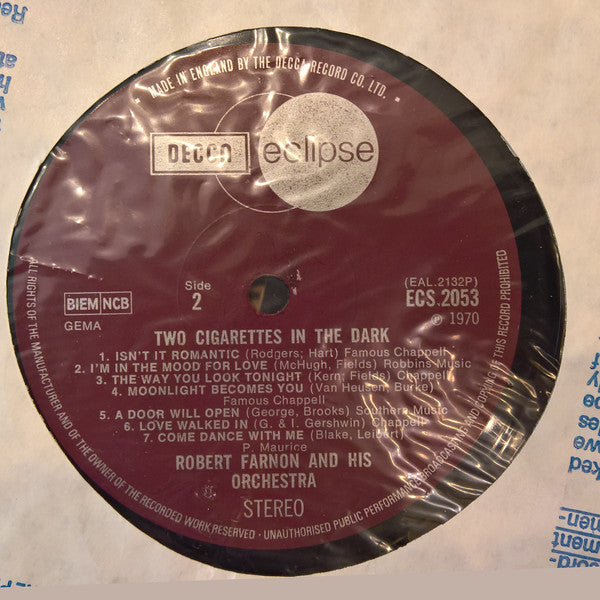 MADE IN ENGLAND BY THE DECCA RECORD CO. LTD.
DECCA eclipse
BIEM NCB
GEMA
Side
2
(EAL.2132P)
ECS.2053
℗ 1970
TWO CIGARETTES IN THE DARK
1. ISN'T IT ROMANTIC (Rodgers; Hart) Famous Chappell
2. I'M IN THE MOOD FOR LOVE (McHugh, Fields) Robbins Music
3. THE WAY YOU LOOK TONIGHT (Kern; Fields) Chappell
4. MOONLIGHT BECOMES YOU (Van Heusen, Burke)
Famous Chappell
5. A DOOR WILL OPEN (George, Brooks) Southern Music
6. LOVE WALKED IN (G. & I. Gershwin) Chappell
7. COME DANCE WITH ME (Blake, Leibert)
P. Maurice
ROBERT FARNON AND HIS
ORCHESTRA
STEREO
ALL RIGHTS OF THE MANUFACTURER AND OF THE OWNER OF THE RECORDED WORK RESERVED · UNAUTHORISED PUBLIC PERFORMANCE BROADCASTING AND COPYING OF THIS RECORD PROHIBITED